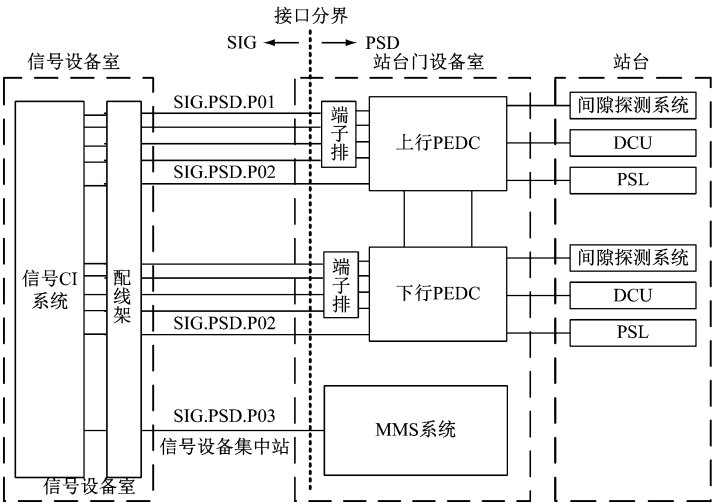 接口分界
SIG PSD
信号设备室
站台门设备室
站台
SIG.PSD.P01
端子排
上行PEDC
间隙探测系统
DCU
PSL
SIG.PSD.P02
信号CI系统
配线架
端子排
下行PEDC
间隙探测系统
DCU
PSL
SIG.PSD.P02
SIG.PSD.P03
信号设备集中站
MMS系统
信号设备室